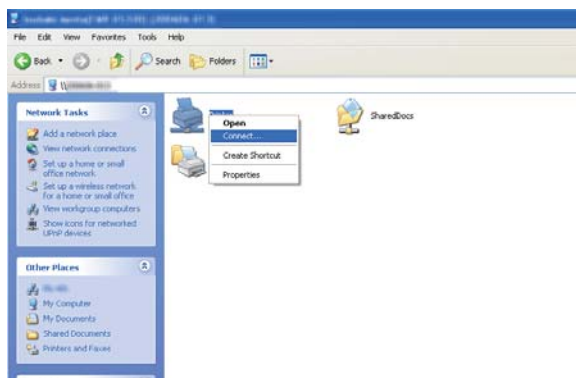 File Edit View Favorites Tools Help
Back Search Folders
Address
Network Tasks
Add a network place
View network connections
Set up a home or small
office network
Set up a wireless network
for a home or small office
View workgroup computers
Show icons for networked
UPnP devices
Other Places
My Computer
My Documents
Shared Documents
Printers and Faxes
Open
Connect...
Create Shortcut
Properties
SharedDocs